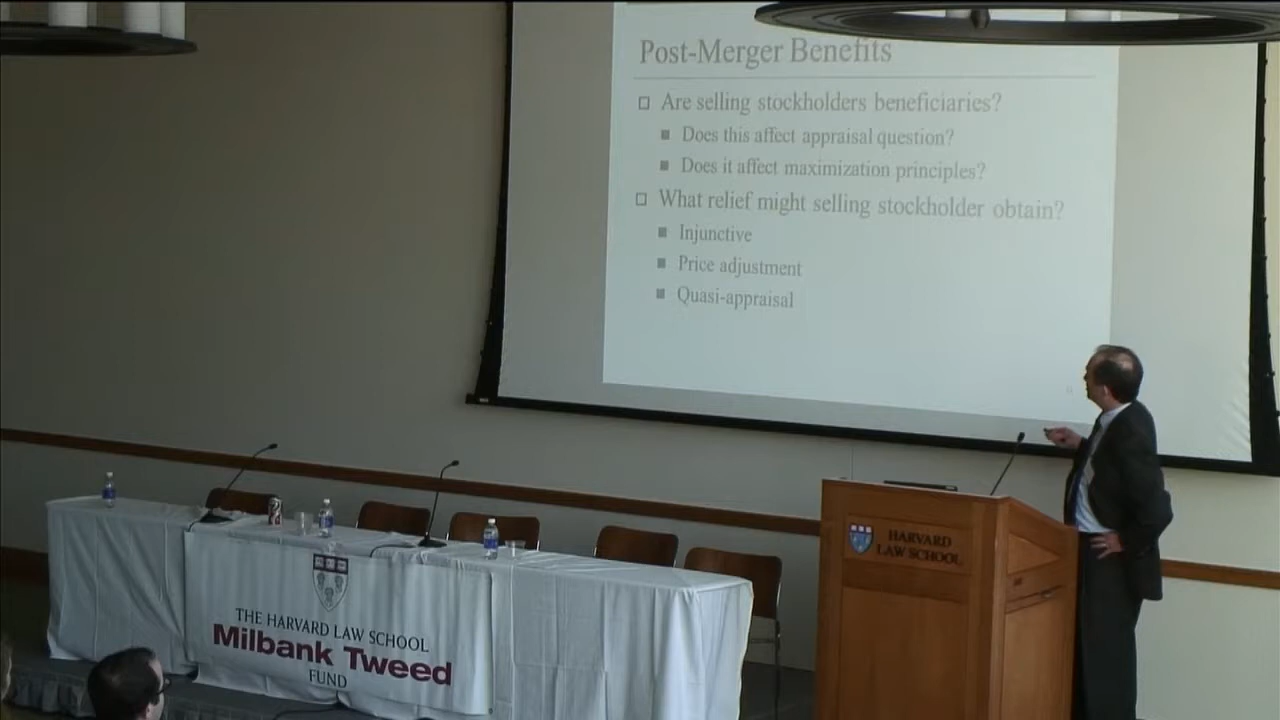 Post-Merger Benefits
Are selling stockholders beneficiaries?
Does this affect appraisal question?
Does it affect maximization principles?
What relief might selling stockholder obtain?
Injunctive
Price adjustment
Quasi-appraisal
HARVARD
LAW SCHOOL
THE HARVARD LAW SCHOOL
Milbank Tweed
FUND